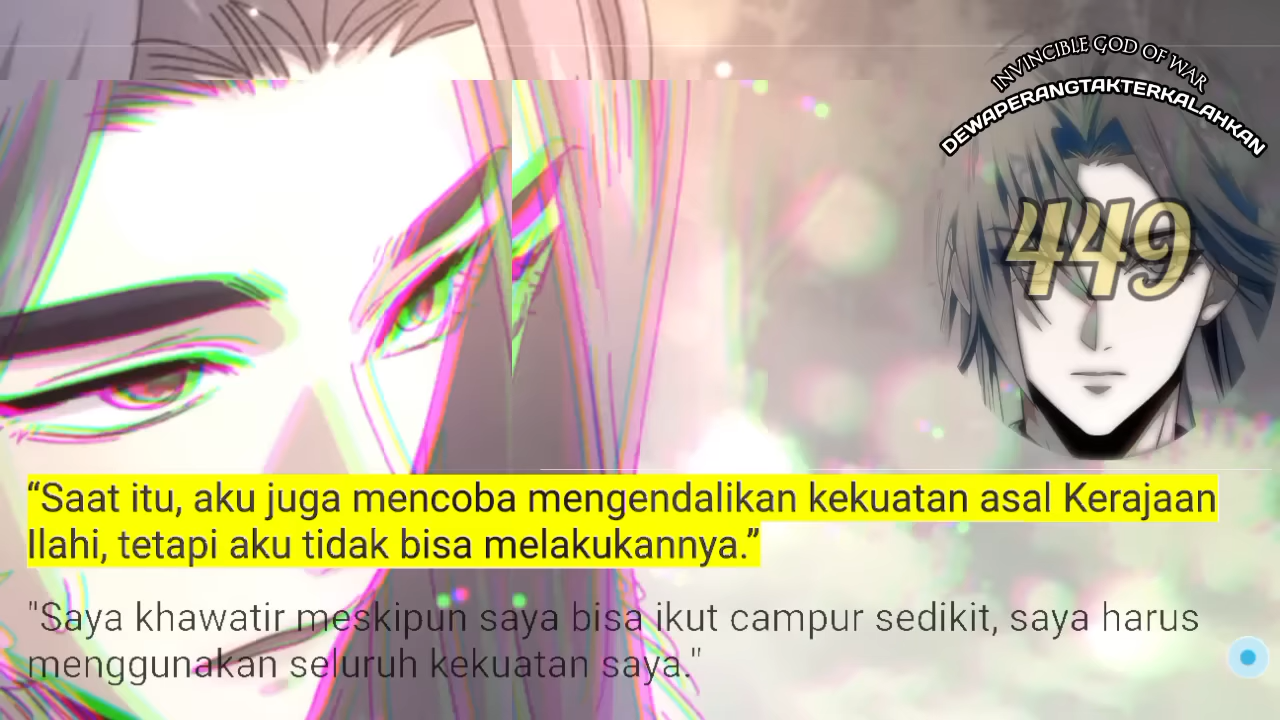 INVINCIBLE GOD OF WAR
DEWAPERANGTAKTERKALAHKAN
449
“Saat itu, aku juga mencoba mengendalikan kekuatan asal Kerajaan
Ilahi, tetapi aku tidak bisa melakukannya.”
"Saya khawatir meskipun saya bisa ikut campur sedikit, saya harus
menggunakan seluruh kekuatan saya."